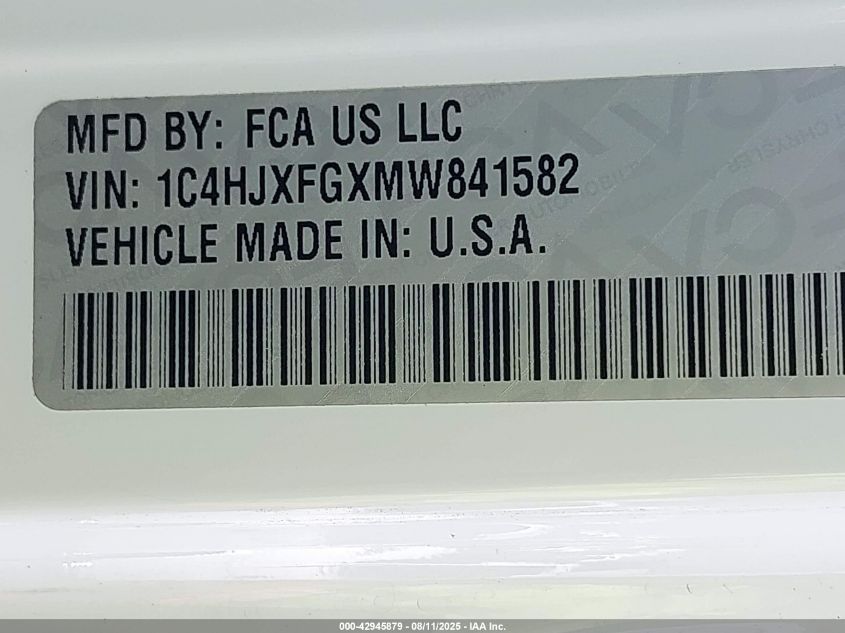 MFD BY: FCA US LLC
VIN: 1C4HJXFGXMW841582
VEHICLE MADE IN: U.S.A.
000-42945879 - 08/11/2025 - IAA Inc.